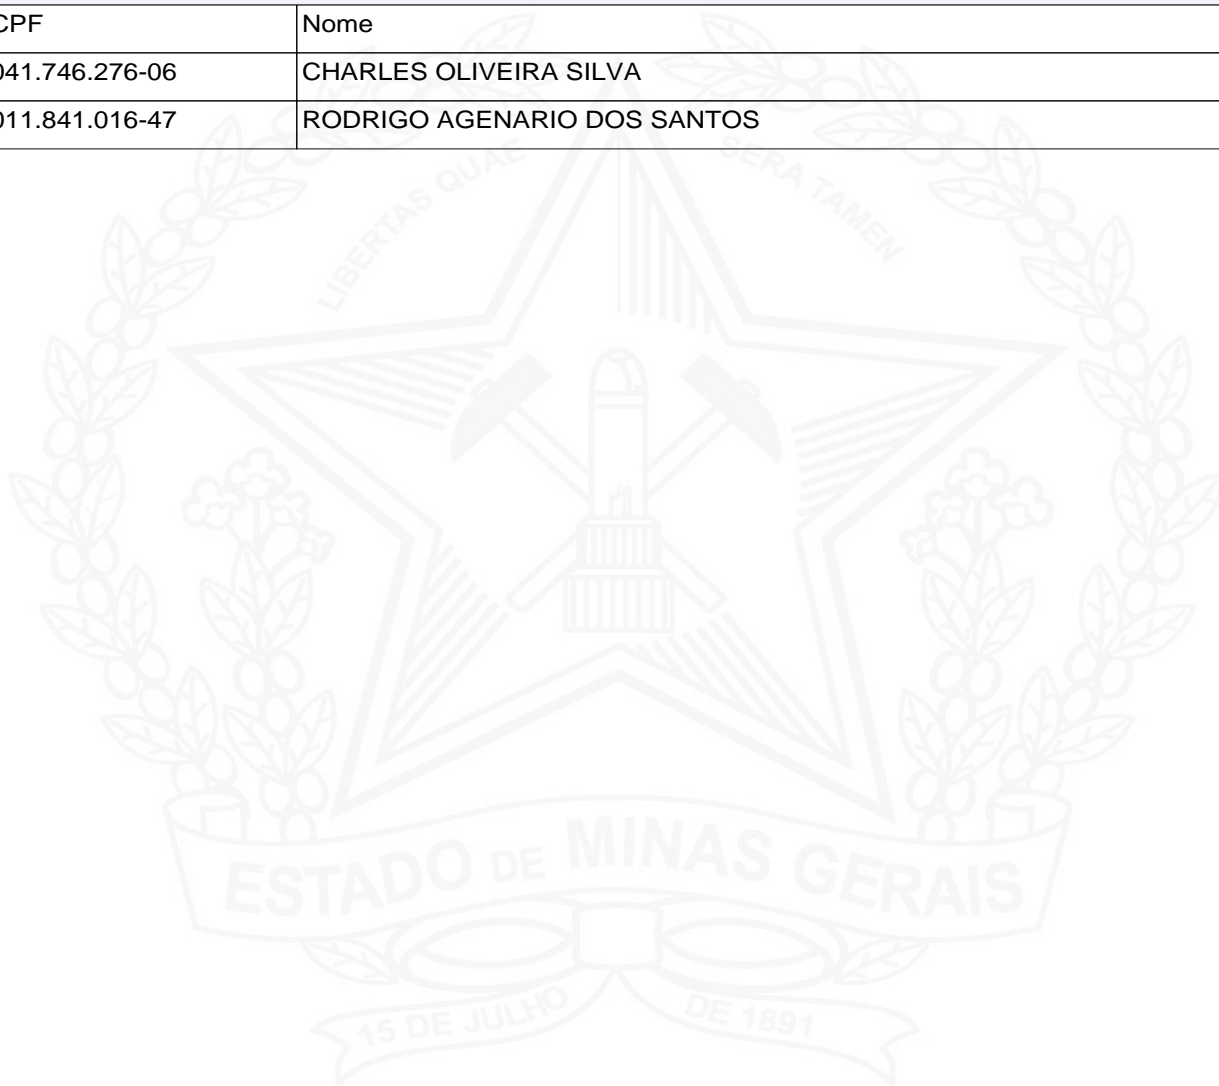 CPF Nome
041.746.276-06 CHARLES OLIVEIRA SILVA
011.841.016-47 RODRIGO AGENARIO DOS SANTOS
LIBERTAS QUAE SERA TAMEN
ESTADO DE MINAS GERAIS
15 DE JULHO DE 1891